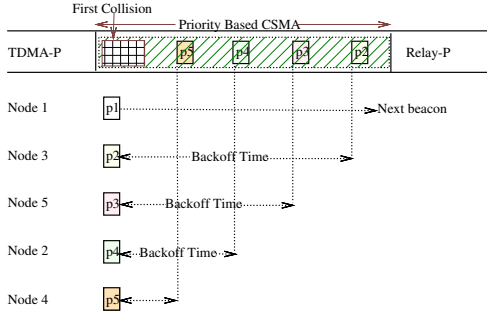 First Collision
Priority Based CSMA
TDMA-P p5 p4 p3 p2 Relay-P
Node 1 p1 Next beacon
Node 3 p2 Backoff Time
Node 5 p3 Backoff Time
Node 2 p4 Backoff Time
Node 4 p5